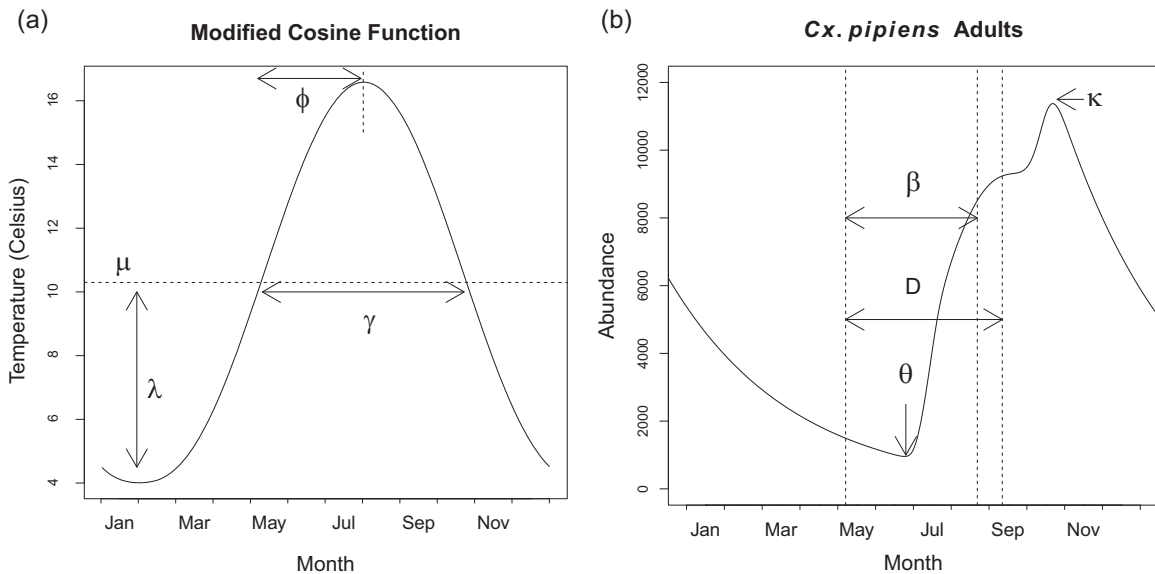 (a)
Modified Cosine Function
Temperature (Celsius)
16
14
12
10
8
6
4
ϕ
μ
γ
λ
Jan Mar May Jul Sep Nov
Month
(b)
Cx. pipiens Adults
Abundance
12000
10000
8000
6000
4000
2000
0
κ
β
D
θ
Jan Mar May Jul Sep Nov
Month